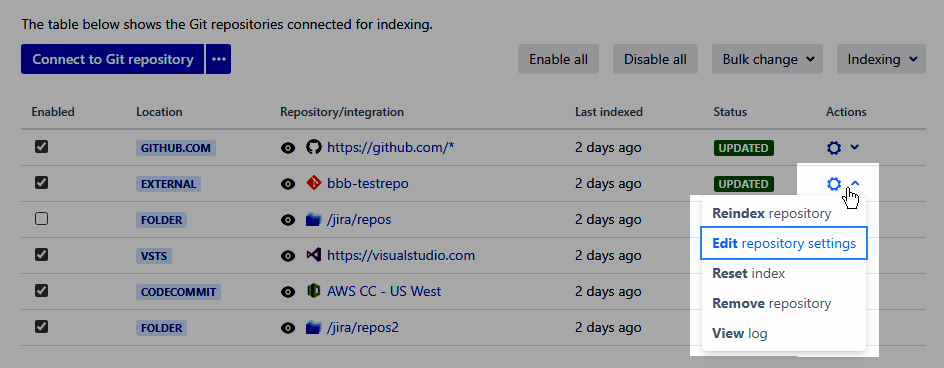 The table below shows the Git repositories connected for indexing.
Connect to Git repository ••• Enable all Disable all Bulk change Indexing
Enabled Location Repository/integration Last indexed Status Actions
GITHUB.COM https://github.com/* 2 days ago UPDATED
EXTERNAL bbb-testrepo 2 days ago UPDATED
FOLDER /jira/repos 2 days ago
VSTS https://visualstudio.com 2 days ago
CODECOMMIT AWS CC - US West 2 days ago
FOLDER /jira/repos2 2 days ago
Reindex repository
Edit repository settings
Reset index
Remove repository
View log